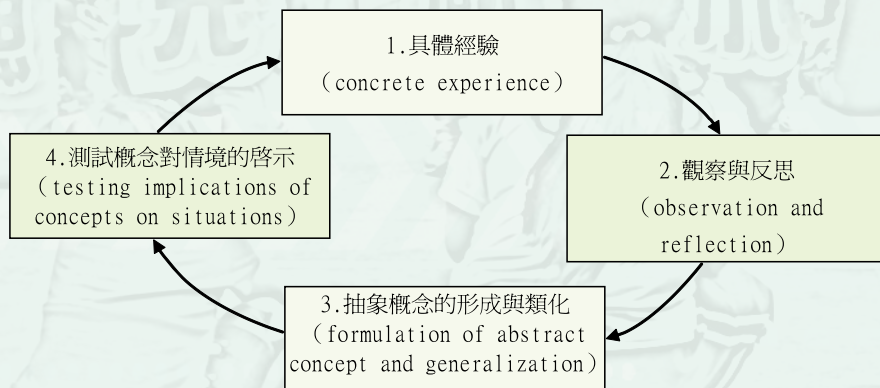 1.具體經驗
（concrete experience）
2.觀察與反思
（observation and
reflection）
3.抽象概念的形成與類化
（formulation of abstract
concept and generalization）
4.測試概念對情境的啓示
（testing implications of
concepts on situations）